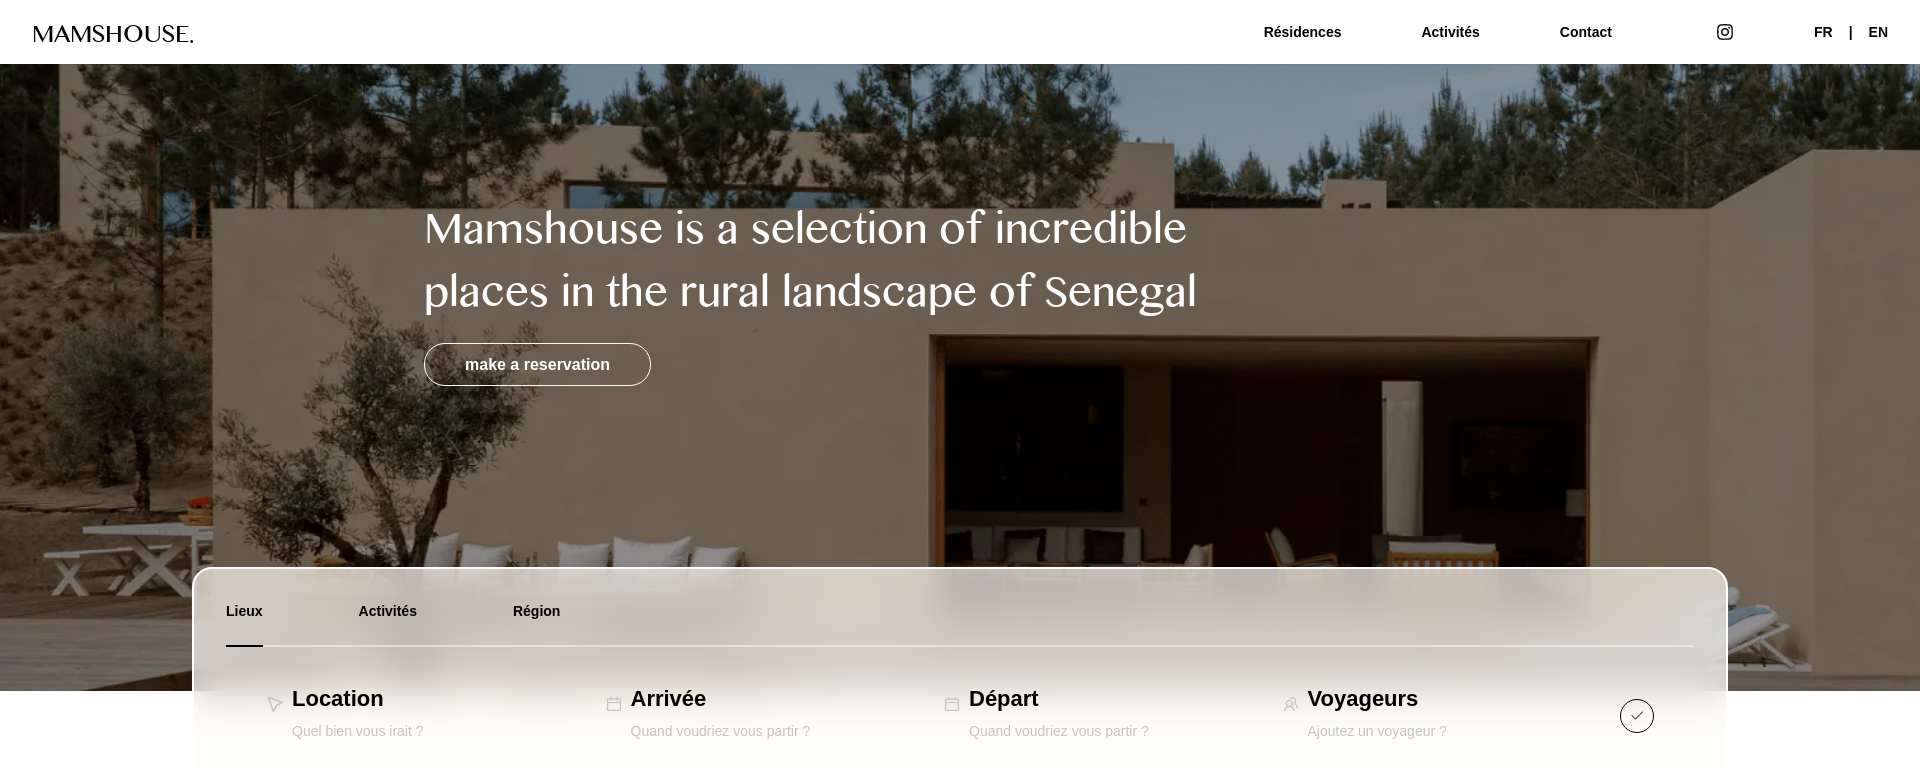 MAMSHOUSE.
Résidences
Activités
Contact
FR | EN
Mamshouse is a selection of incredible
places in the rural landscape of Senegal
make a reservation
Lieux
Activités
Région
Location
Quel bien vous irait ?
Arrivée
Quand voudriez vous partir ?
Départ
Quand voudriez vous partir ?
Voyageurs
Ajoutez un voyageur ?